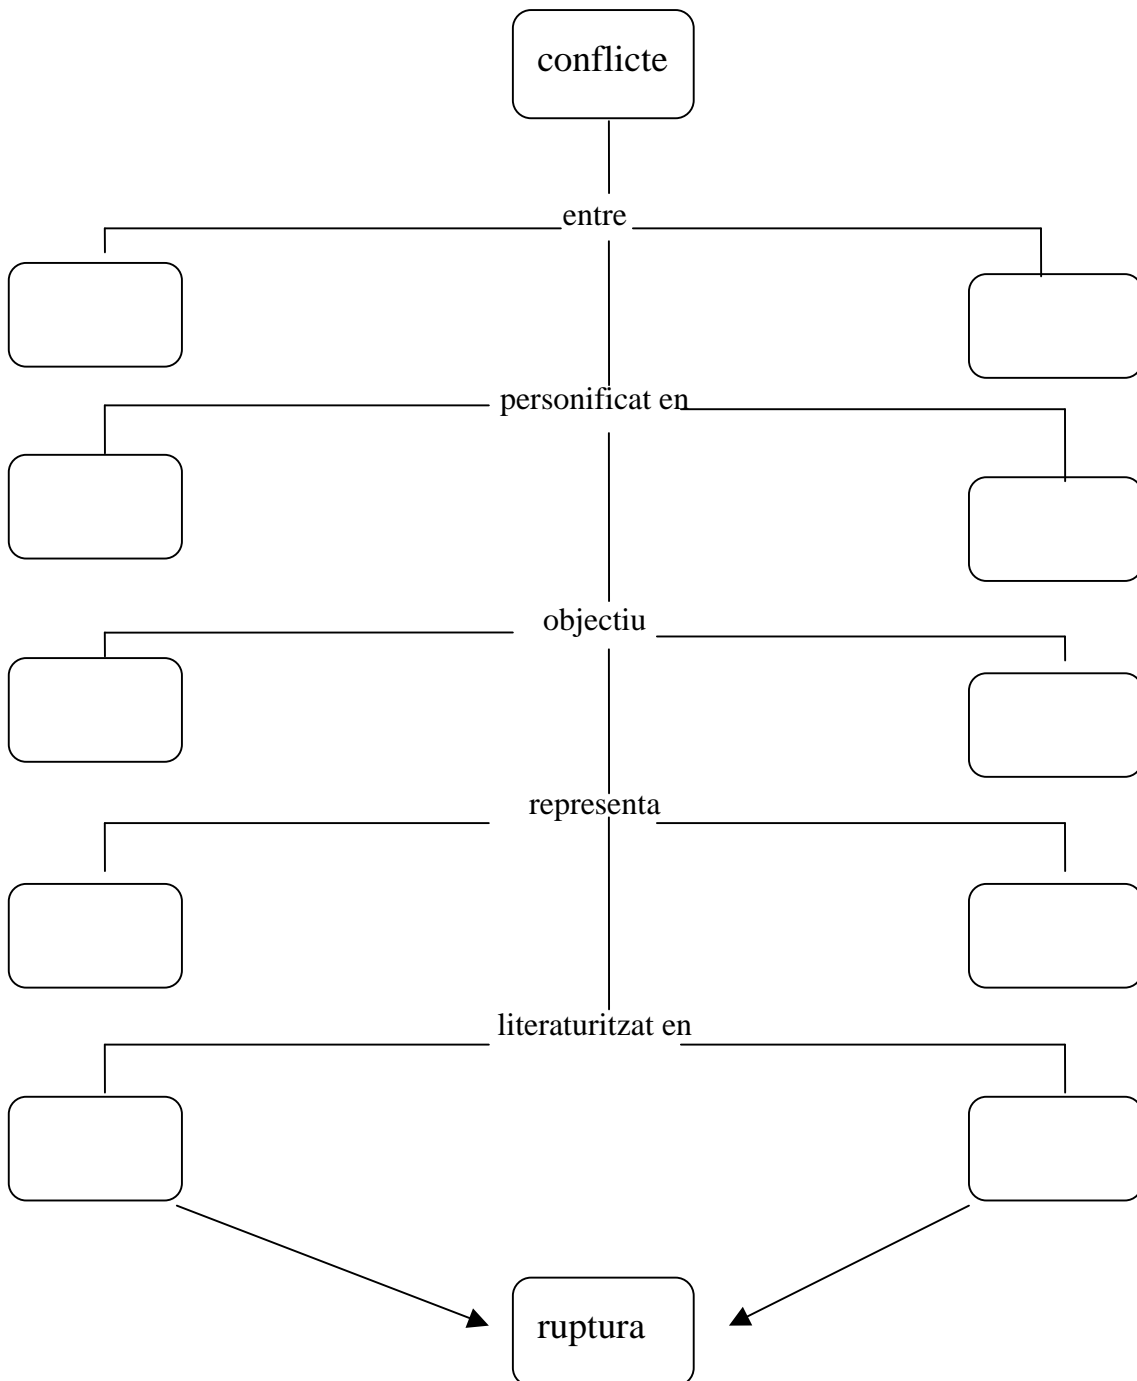 conflicte
entre
personificat en
objectiu
representa
literaturitzat en
ruptura